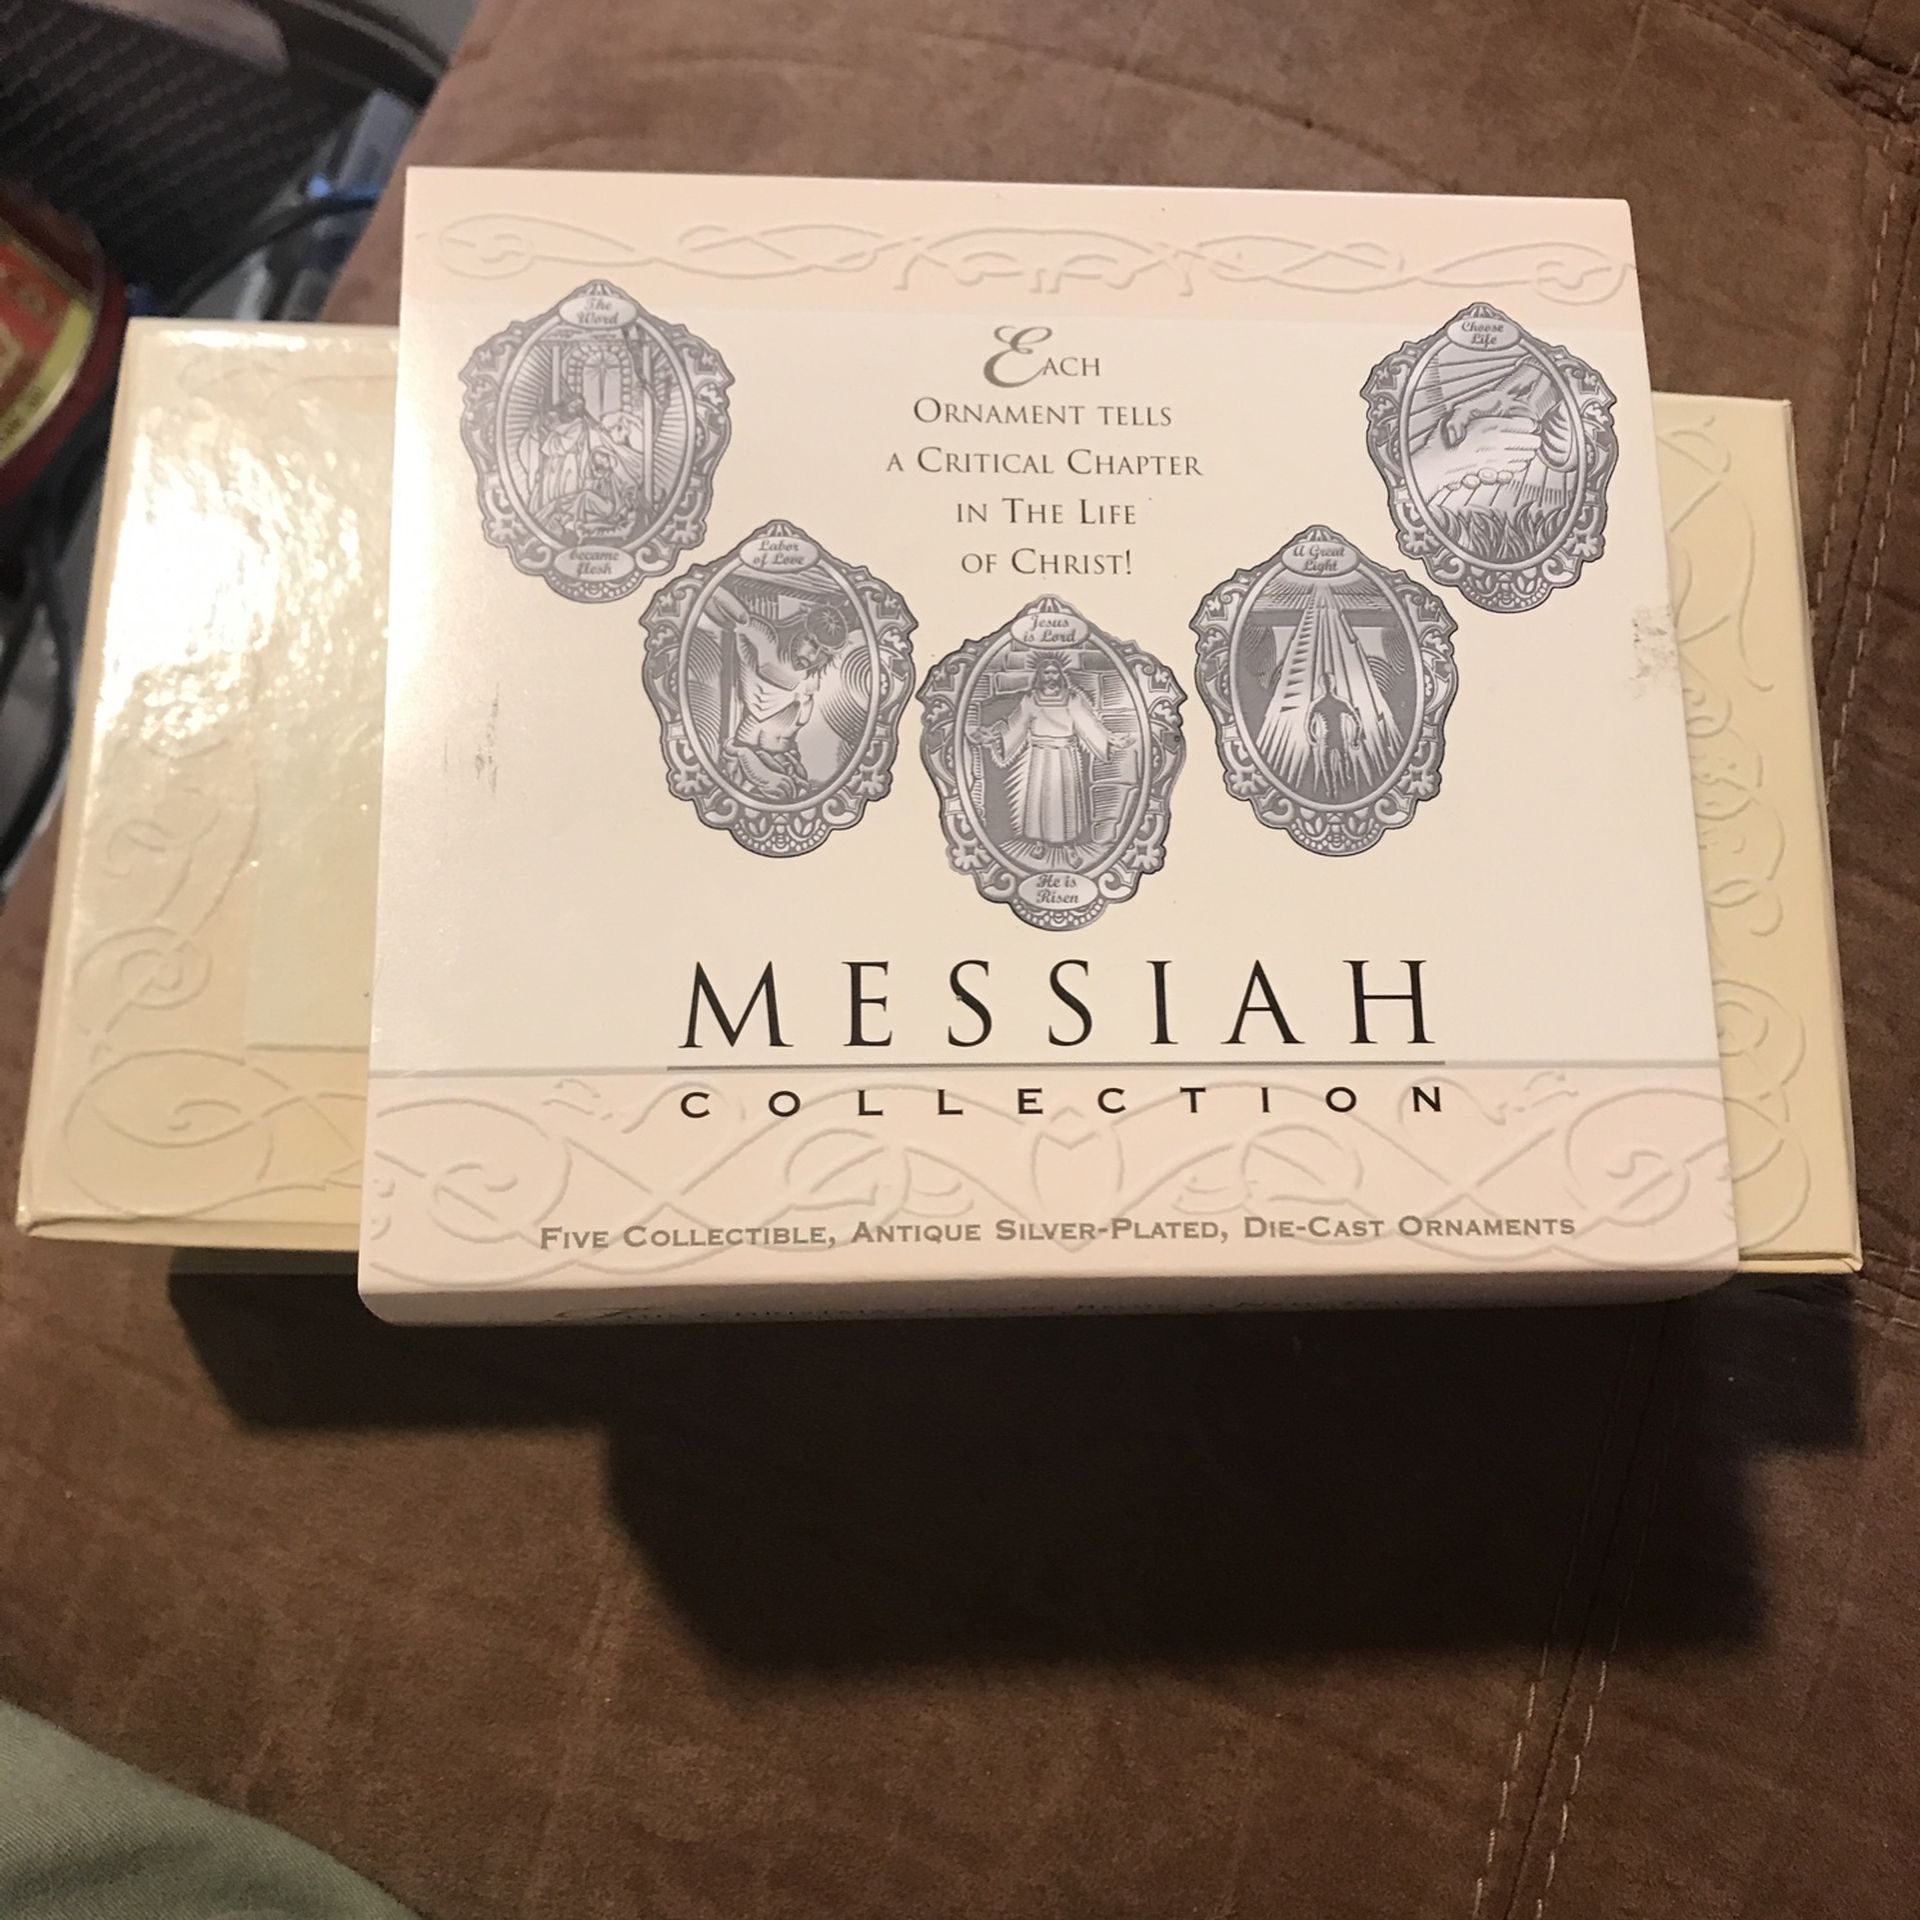 The
Word
became
flesh
Labor
of Love
Jesus
is Lord
He is
Risen
A Great
Light
Choose
Life
EACH
ORNAMENT TELLS
A CRITICAL CHAPTER
IN THE LIFE
OF CHRIST!
MESSIAH
COLLECTION
FIVE COLLECTIBLE, ANTIQUE SILVER-PLATED, DIE-CAST ORNAMENTS